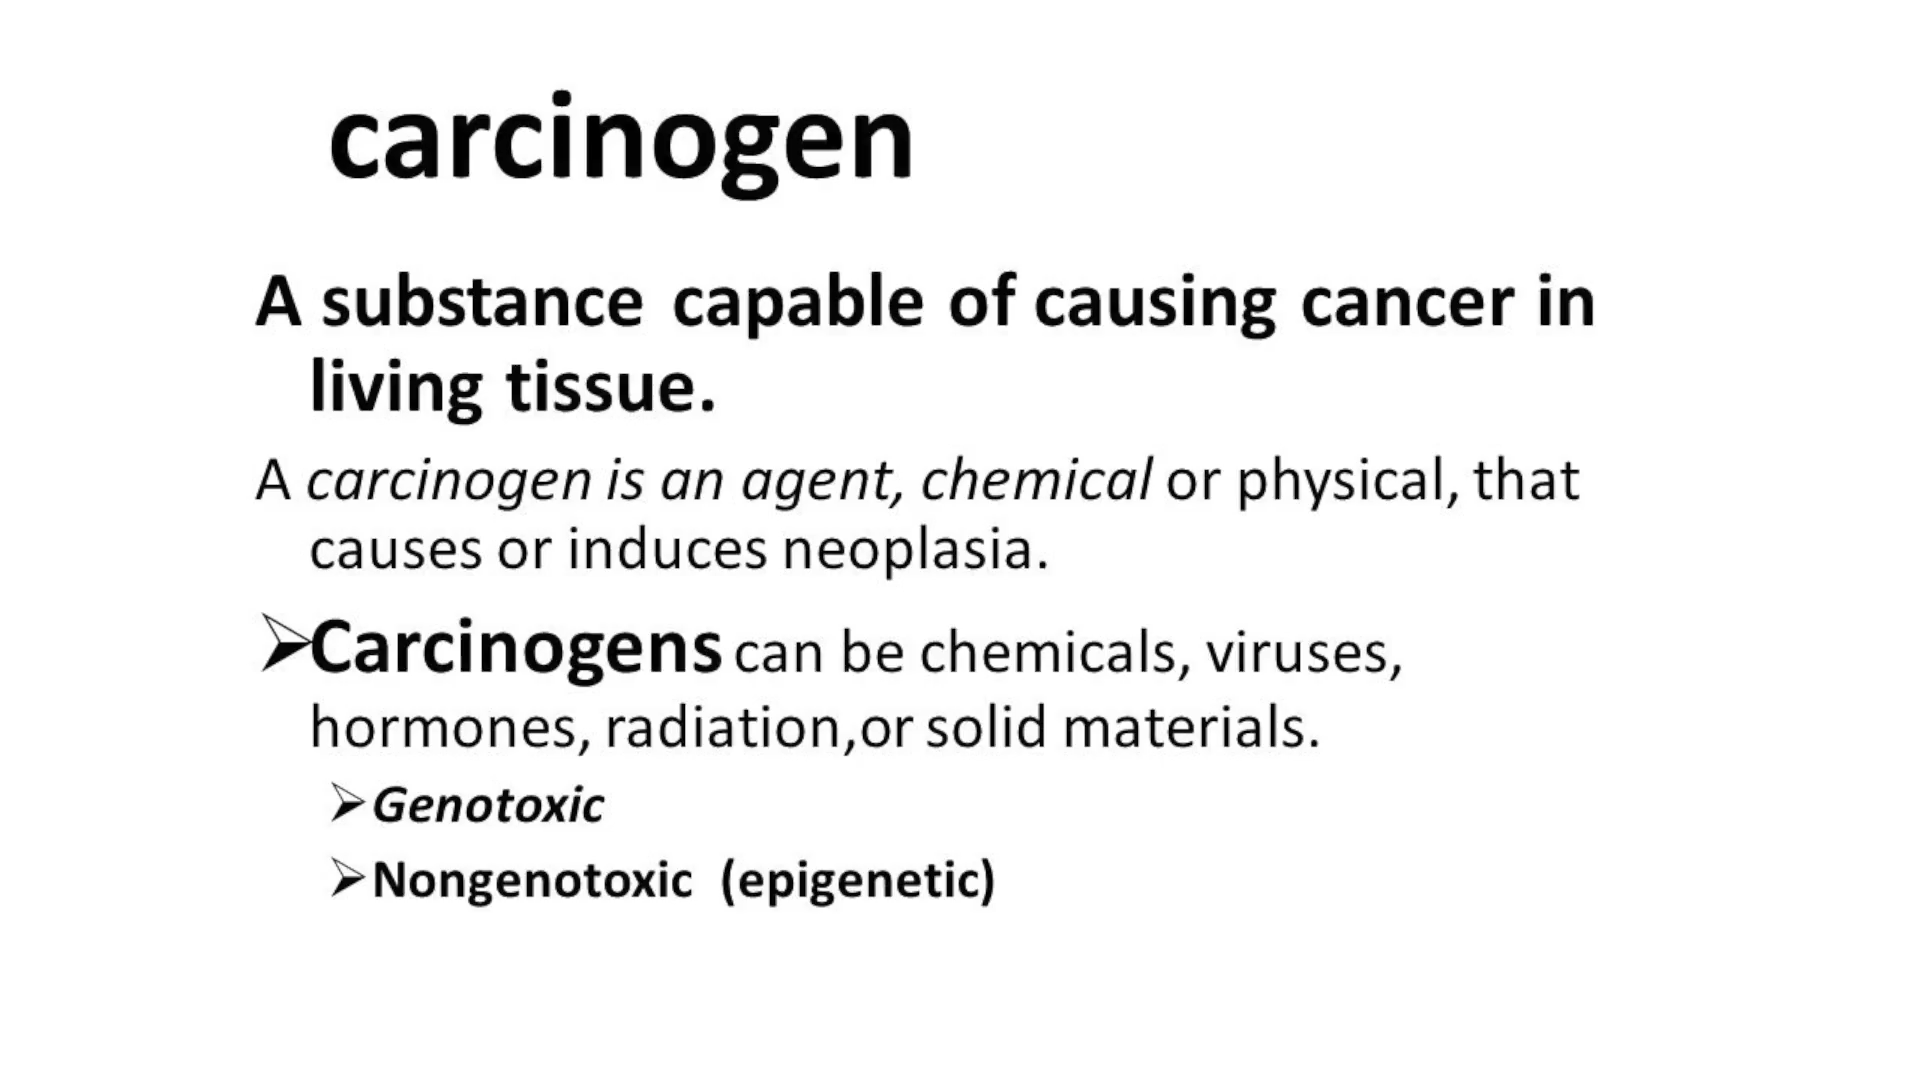 carcinogen
A substance capable of causing cancer in
living tissue.
A carcinogen is an agent, chemical or physical, that
causes or induces neoplasia.
➢Carcinogens can be chemicals, viruses,
hormones, radiation,or solid materials.
➢Genotoxic
➢Nongenotoxic (epigenetic)